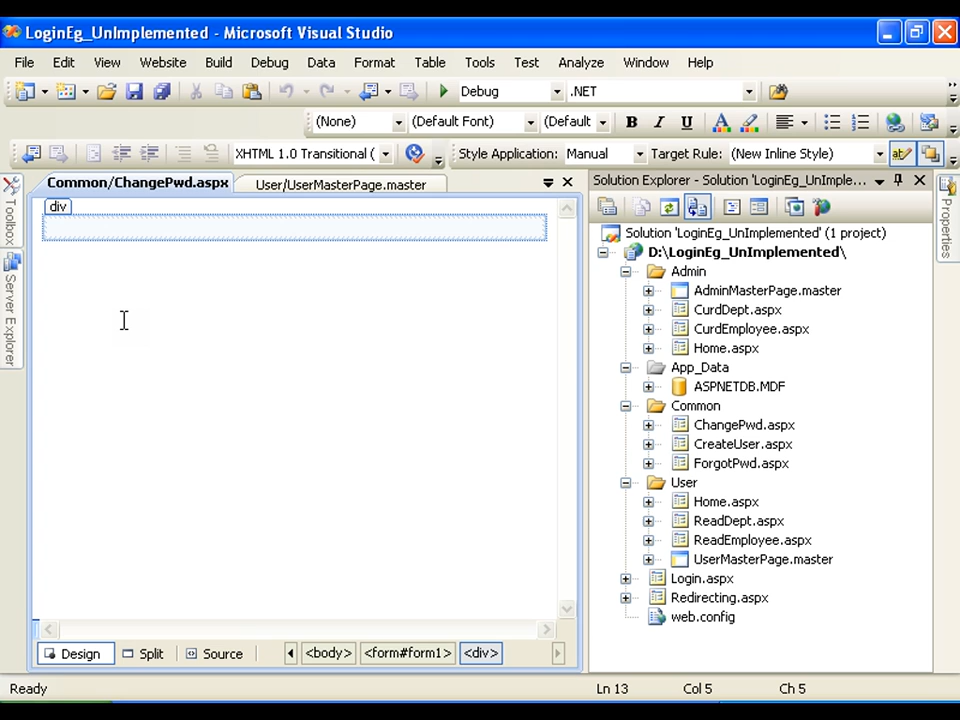 LoginEg_UnImplemented - Microsoft Visual Studio
File Edit View Website Build Debug Data Format Table Tools Test Analyze Window Help
Debug .NET
(None) (Default Font) (Default B I U A
XHTML 1.0 Transitional ( Style Application: Manual Target Rule: (New Inline Style)
Common/ChangePwd.aspx User/UserMasterPage.master
Solution Explorer - Solution 'LoginEg_UnImple...
Toolbox
Server Explorer
Properties
div
Solution 'LoginEg_UnImplemented' (1 project)
D:\LoginEg_UnImplemented\
Admin
AdminMasterPage.master
CurdDept.aspx
CurdEmployee.aspx
Home.aspx
App_Data
ASPNETDB.MDF
Common
ChangePwd.aspx
CreateUser.aspx
ForgotPwd.aspx
User
Home.aspx
ReadDept.aspx
ReadEmployee.aspx
UserMasterPage.master
Login.aspx
Redirecting.aspx
web.config
Design Split Source <body> <form#form1> <div>
Ready Ln 13 Col 5 Ch 5